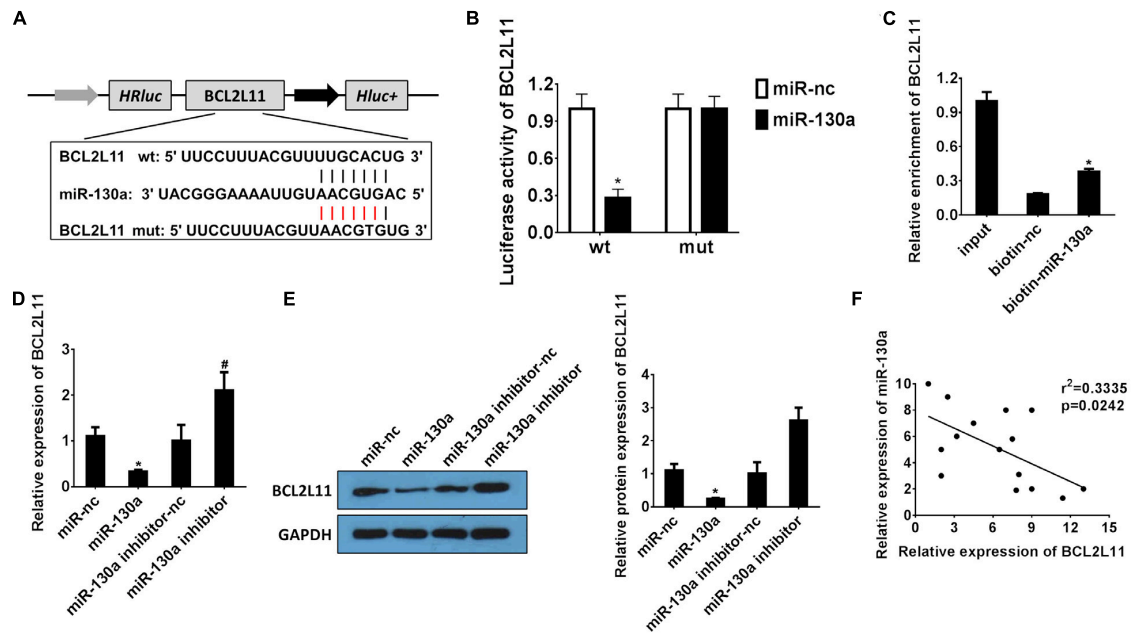 A
HRluc
BCL2L11
Hluc+
BCL2L11 wt: 5' UUCCUUUACGUUUUGCACUG 3'
miR-130a: 3' UACGGGAAAAUUGUAACGUGAC 5'
BCL2L11 mut: 5' UUCCUUUACGUUAACGTGUG 3'
B
Luciferase activity of BCL2L11
1.2
0.9
0.6
0.3
0.0
*
wt
mut
miR-nc
miR-130a
C
Relative enrichment of BCL2L11
1.2
0.9
0.6
0.3
0.0
*
input
biotin-nc
biotin-miR-130a
D
Relative expression of BCL2L11
3
2
1
0
*
#
miR-nc
miR-130a
miR-130a inhibitor-nc
miR-130a inhibitor
E
miR-nc
miR-130a
miR-130a inhibitor-nc
miR-130a inhibitor
BCL2L11
GAPDH
Relative protein expression of BCL2L11
4
3
2
1
0
*
miR-nc
miR-130a
miR-130a inhibitor-nc
miR-130a inhibitor
F
Relative expression of miR-130a
10
8
6
4
2
0
r²=0.3335
p=0.0242
0
3
6
9
12
15
Relative expression of BCL2L11